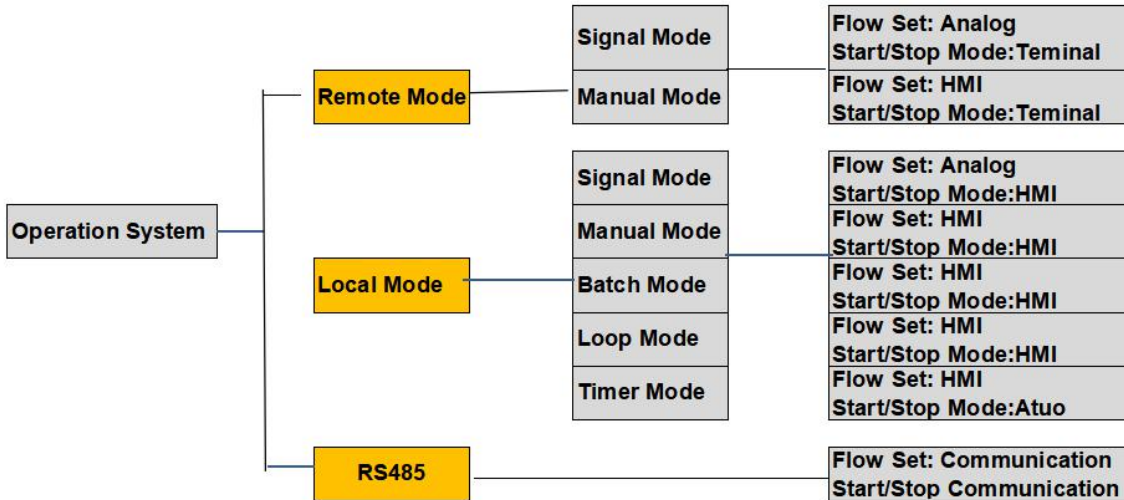 Operation System
Remote Mode
Signal Mode
Flow Set: Analog
Start/Stop Mode:Teminal
Manual Mode
Flow Set: HMI
Start/Stop Mode:Teminal
Local Mode
Signal Mode
Flow Set: Analog
Start/Stop Mode:HMI
Manual Mode
Flow Set: HMI
Start/Stop Mode:HMI
Batch Mode
Flow Set: HMI
Start/Stop Mode:HMI
Loop Mode
Flow Set: HMI
Start/Stop Mode:HMI
Timer Mode
Flow Set: HMI
Start/Stop Mode:Atuo
RS485
Flow Set: Communication
Start/Stop Communication